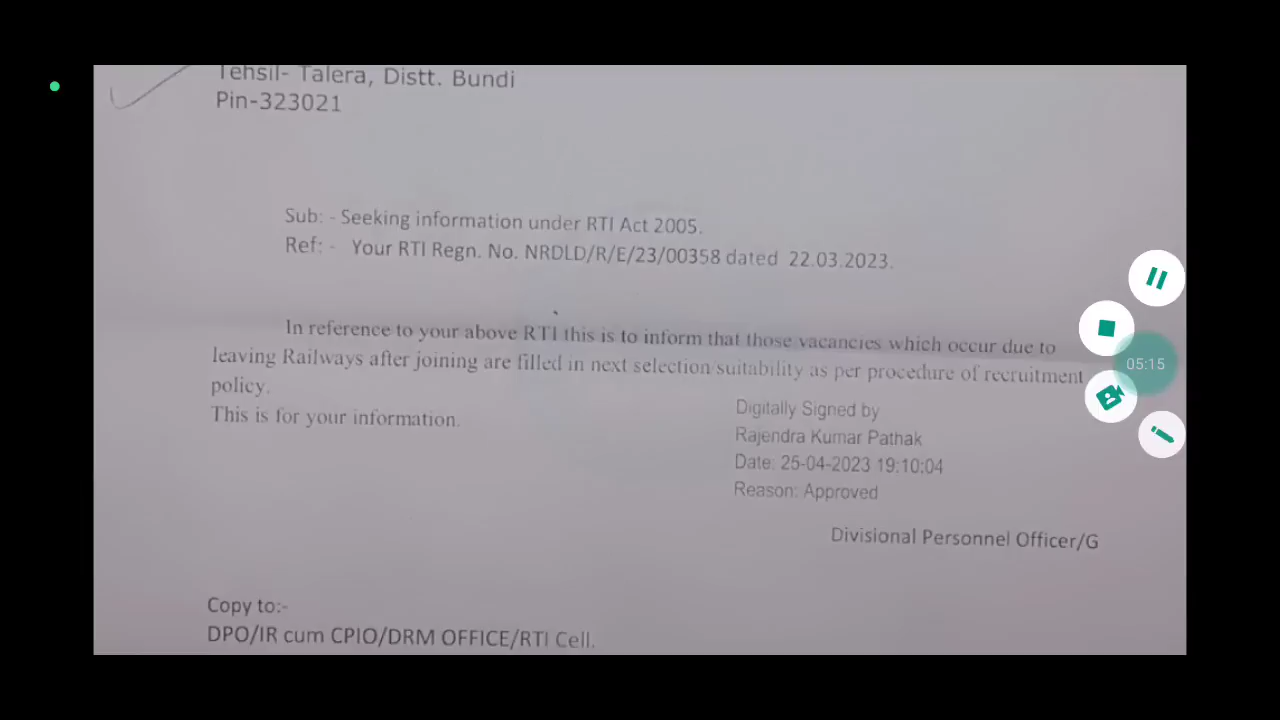 Tehsil- Talera, Distt. Bundi
Pin-323021
Sub: - Seeking information under RTI Act 2005.
Ref: - Your RTI Regn. No. NRDLD/R/E/23/00358 dated 22.03.2023.
In reference to your above RTI this is to inform that those vacancies which occur due to
leaving Railways after joining are filled in next selection suitability as per procedure of recruitment
policy.
This is for your information.
Digitally Signed by
Rajendra Kumar Pathak
Date: 25-04-2023 19:10:04
Reason: Approved
Divisional Personnel Officer/G
Copy to:-
DPO/IR cum CPIO/DRM OFFICE/RTI Cell.
05:15